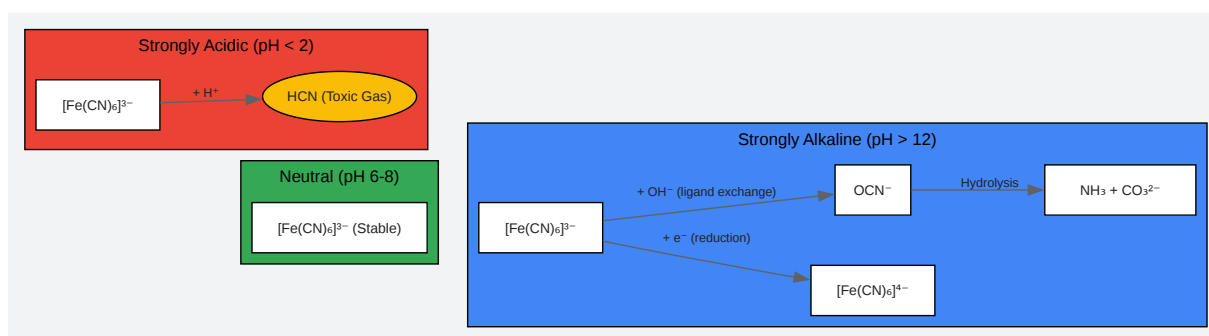 Strongly Acidic (pH < 2)
[Fe(CN)₆]³⁻
+ H⁺
HCN (Toxic Gas)
Neutral (pH 6-8)
[Fe(CN)₆]³⁻ (Stable)
Strongly Alkaline (pH > 12)
[Fe(CN)₆]³⁻
+ OH⁻ (ligand exchange)
OCN⁻
Hydrolysis
NH₃ + CO₃²⁻
+ e⁻ (reduction)
[Fe(CN)₆]⁴⁻